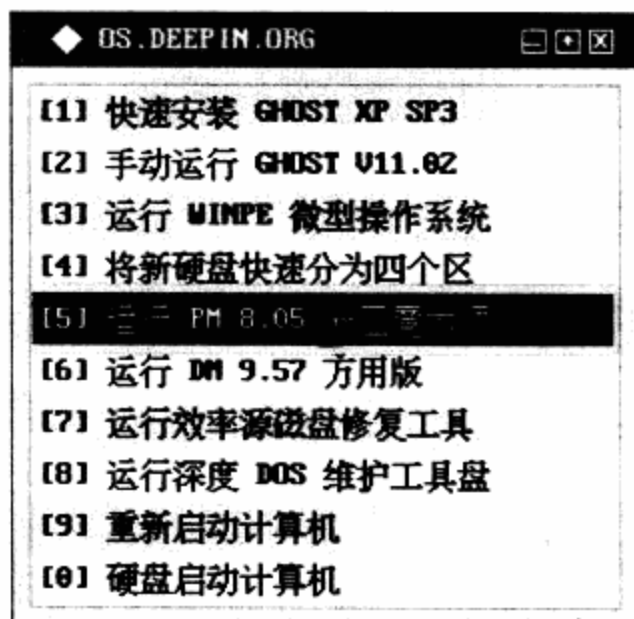 OS.DEEPIN.ORG
[1] 快速安装 GHOST XP SP3
[2] 手动运行 GHOST V11.02
[3] 运行 WINPE 微型操作系统
[4] 将新硬盘快速分为四个区
[5] PM 8.05
[6] 运行 DM 9.57 万用版
[7] 运行效率源磁盘修复工具
[8] 运行深度 DOS 维护工具盘
[9] 重新启动计算机
[0] 硬盘启动计算机